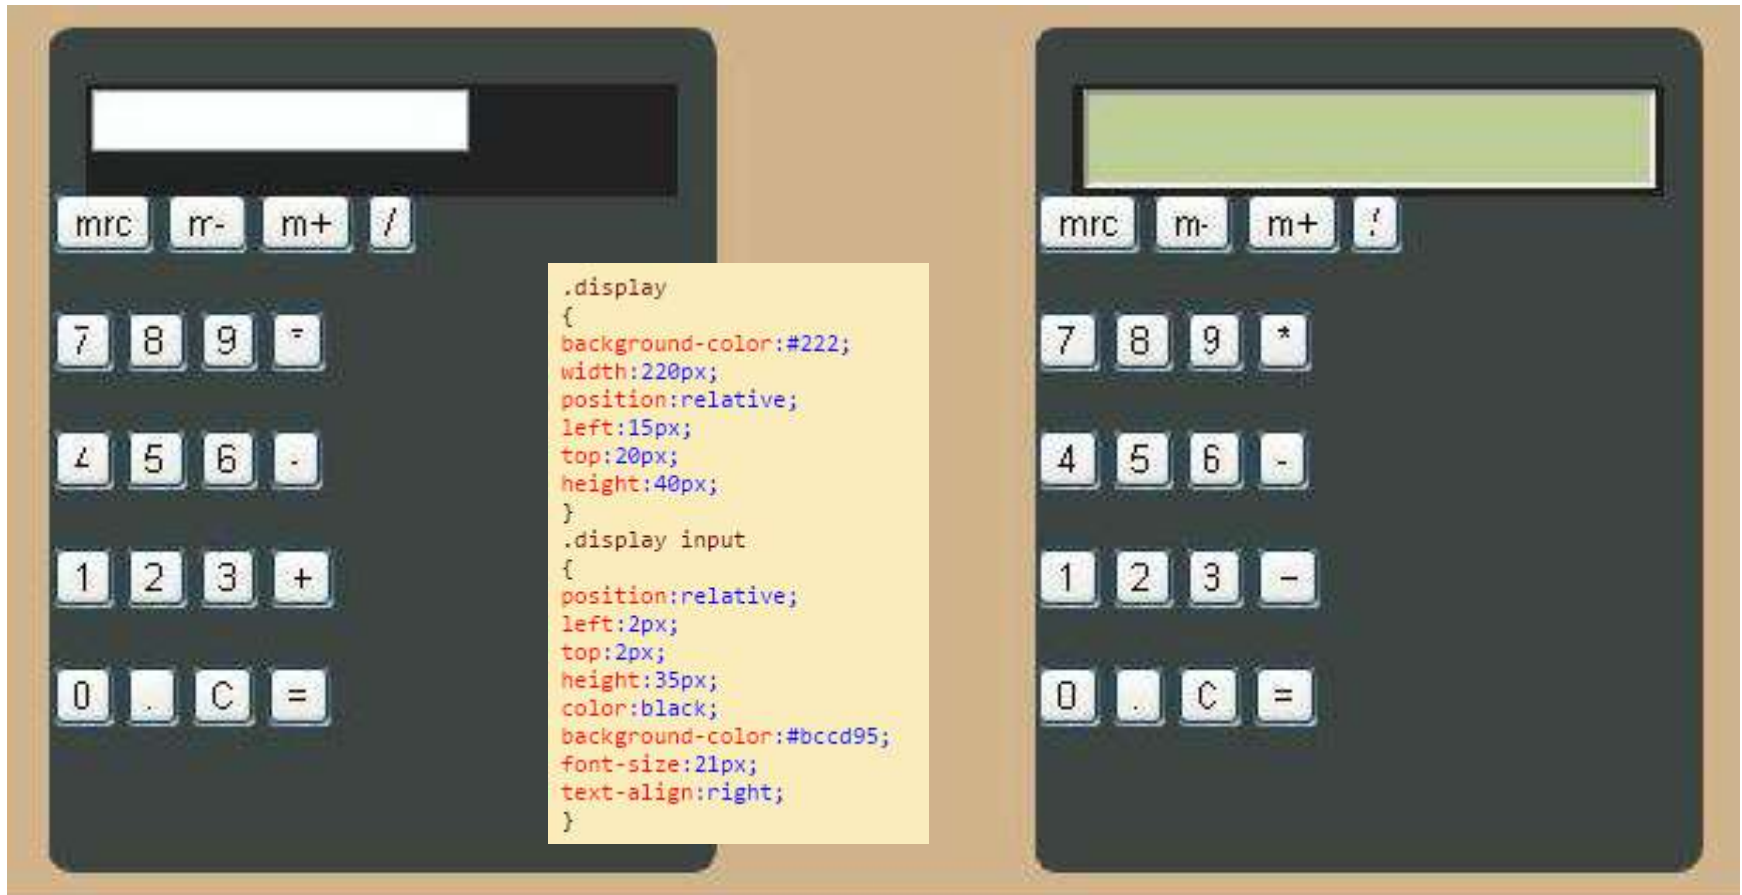 mrc m- m+ /
7 8 9 -
4 5 6 -
1 2 3 +
0 . C =
.display
{
background-color:#222;
width:220px;
position:relative;
left:15px;
top:20px;
height:40px;
}
.display input
{
position:relative;
left:2px;
top:2px;
height:35px;
color:black;
background-color:#bccd95;
font-size:21px;
text-align:right;
}
mrc m- m+ /
7 8 9 *
4 5 6 -
1 2 3 –
0 . C =